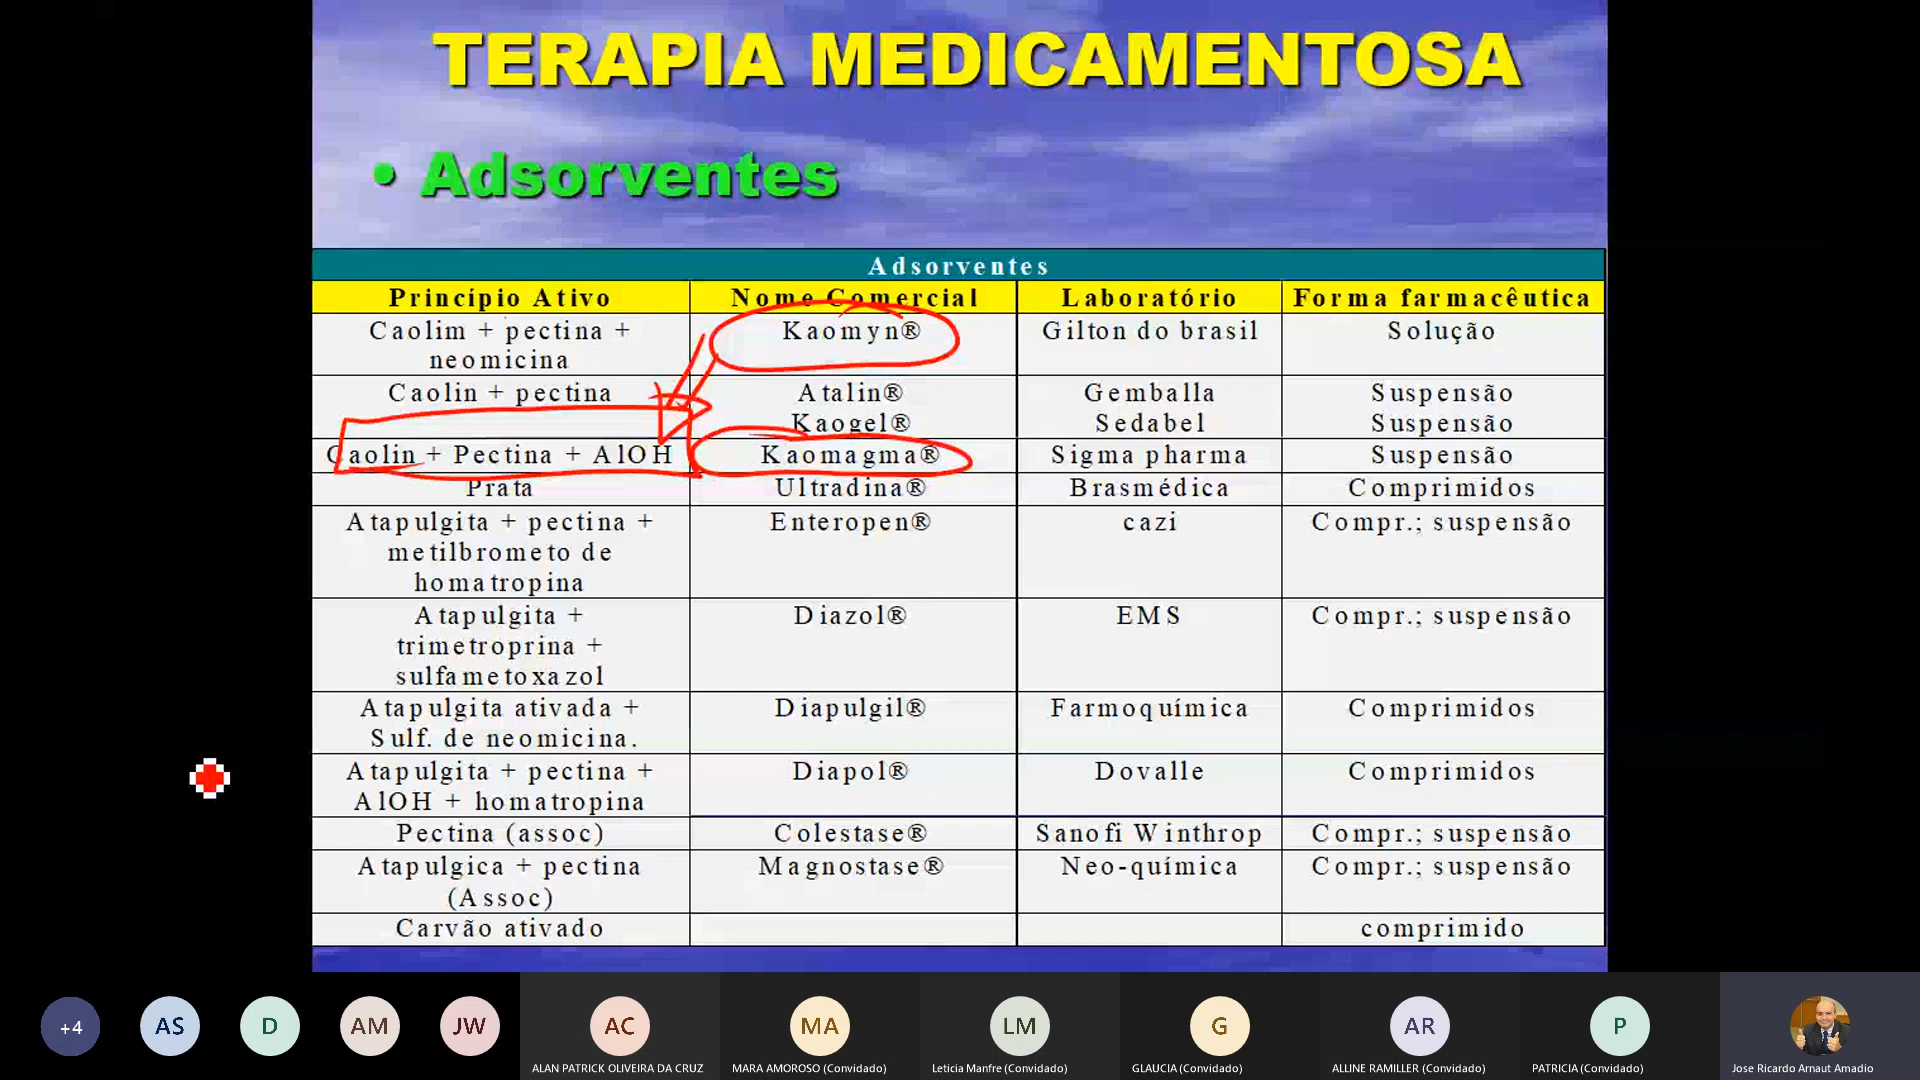 TERAPIA MEDICAMENTOSA
• Adsorventes
Adsorventes
Princípio Ativo Nome Comercial Laboratório Forma farmacêutica
Caolim + pectina + Kaomyn® Gilton do brasil Solução
neomicina
Caolin + pectina Atalin® Gemballa Suspensão
Kaogel® Sedabel Suspensão
Caolin + Pectina + AlOH Kaomagma® Sigma pharma Suspensão
Prata Ultradina® Brasmédica Comprimidos
Atapulgita + pectina + Enteropen® cazi Compr.; suspensão
metilbrometo de
homatropina
Atapulgita + Diazol® EMS Compr.; suspensão
trimetroprina +
sulfametoxazol
Atapulgita ativada + Diapulgil® Farmoquímica Comprimidos
Sulf. de neomicina.
Atapulgita + pectina + Diapol® Dovalle Comprimidos
AlOH + homatropina
Pectina (assoc) Colestase® Sanofi Winthrop Compr.; suspensão
Atapulgica + pectina Magnostase® Neo-química Compr.; suspensão
(Assoc)
Carvão ativado comprimido
+4 AS D AM JW AC MA LM G AR P
ALAN PATRICK OLIVEIRA DA CRUZ MARA AMOROSO (Convidado) Leticia Manfre (Convidado) GLAUCIA (Convidado) ALLINE RAMILLER (Convidado) PATRICIA (Convidado) Jose Ricardo Arnaut Amadio